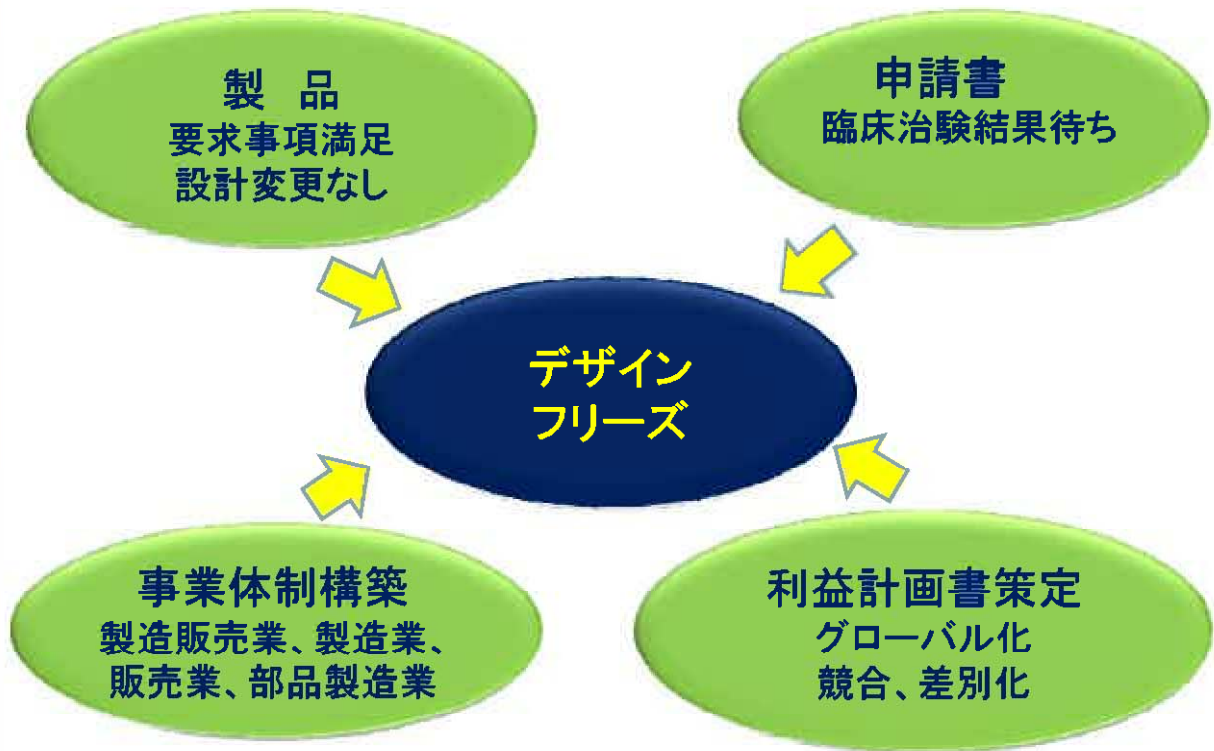 製 品
要求事項満足
設計変更なし
申請書
臨床治験結果待ち
デザイン
フリーズ
事業体制構築
製造販売業、製造業、
販売業、部品製造業
利益計画書策定
グローバル化
競合、差別化